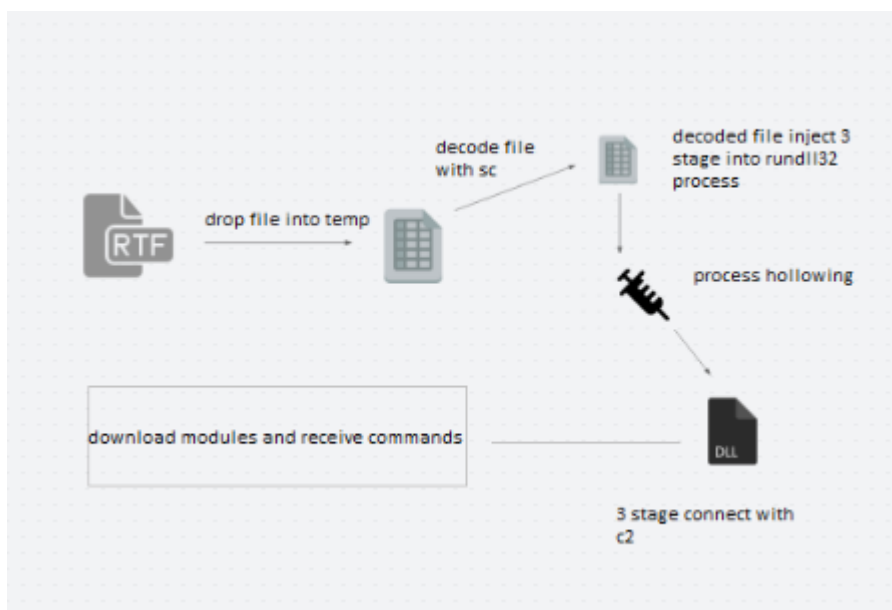 RTF
drop file into temp
decode file
with sc
decoded file inject 3
stage into rundll32
process
process hollowing
DLL
3 stage connect with
c2
download modules and receive commands